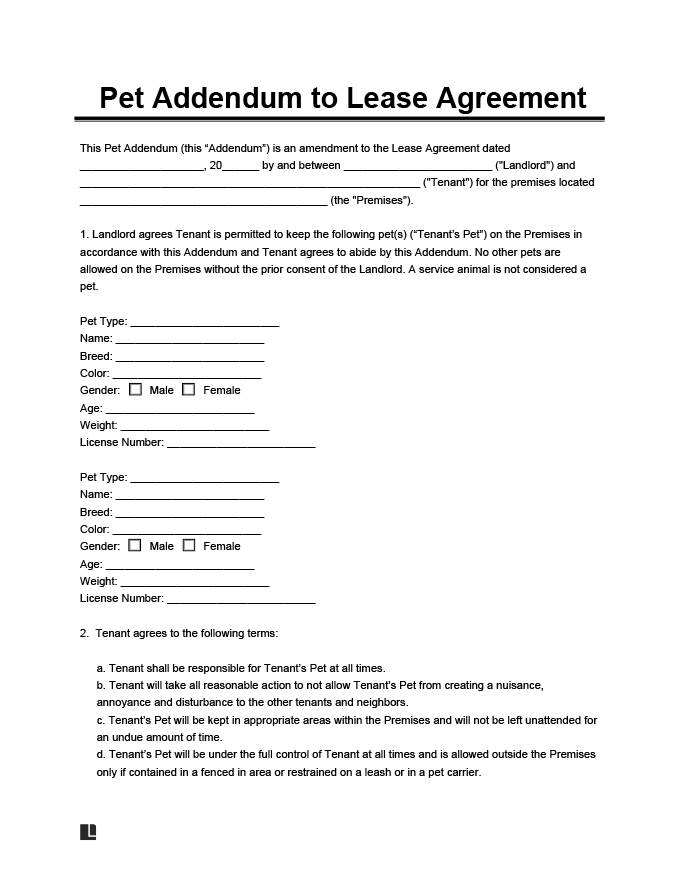 Pet Addendum to Lease Agreement
This Pet Addendum (this “Addendum”) is an amendment to the Lease Agreement dated
____________________, 20______ by and between ________________________ ("Landlord") and
_______________________________________________________ ("Tenant") for the premises located
________________________________________ (the "Premises").
1. Landlord agrees Tenant is permitted to keep the following pet(s) (“Tenant’s Pet”) on the Premises in
accordance with this Addendum and Tenant agrees to abide by this Addendum. No other pets are
allowed on the Premises without the prior consent of the Landlord. A service animal is not considered a
pet.
Pet Type: ________________________
Name: ________________________
Breed: ________________________
Color: ________________________
Gender: ☐ Male ☐ Female
Age: ________________________
Weight: ________________________
License Number: ________________________
Pet Type: ________________________
Name: ________________________
Breed: ________________________
Color: ________________________
Gender: ☐ Male ☐ Female
Age: ________________________
Weight: ________________________
License Number: ________________________
2. Tenant agrees to the following terms:
a. Tenant shall be responsible for Tenant’s Pet at all times.
b. Tenant will take all reasonable action to not allow Tenant’s Pet from creating a nuisance,
annoyance and disturbance to the other tenants and neighbors.
c. Tenant’s Pet will be kept in appropriate areas within the Premises and will not be left unattended for
an undue amount of time.
d. Tenant’s Pet will be under the full control of Tenant at all times and is allowed outside the Premises
only if contained in a fenced in area or restrained on a leash or in a pet carrier.